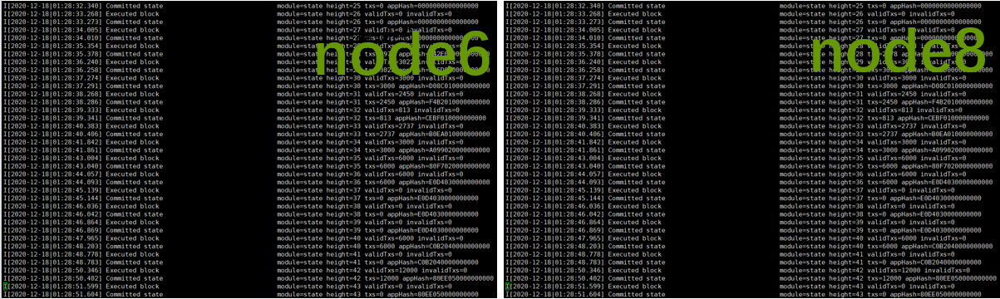 I[2020-12-18|01:28:32.340] Committed state module=state height=25 txs=0 appHash=0000000000000000
I[2020-12-18|01:28:33.268] Executed block module=state height=26 validTxs=0 invalidTxs=0
I[2020-12-18|01:28:33.273] Committed state module=state height=26 txs=0 appHash=0000000000000000
I[2020-12-18|01:28:34.005] Executed block module=state height=27 validTxs=0 invalidTxs=0
I[2020-12-18|01:28:34.010] Committed state
I[2020-12-18|01:28:35.354] Executed block
I[2020-12-18|01:28:35.378] Committed state
I[2020-12-18|01:28:36.240] Executed block
I[2020-12-18|01:28:36.258] Committed state
I[2020-12-18|01:28:37.274] Executed block module=state height=30 validTxs=3000 invalidTxs=0
I[2020-12-18|01:28:37.291] Committed state module=state height=30 txs=3000 appHash=D08C010000000000
I[2020-12-18|01:28:38.268] Executed block module=state height=31 validTxs=2450 invalidTxs=0
I[2020-12-18|01:28:38.286] Committed state module=state height=31 txs=2450 appHash=F4B2010000000000
I[2020-12-18|01:28:39.333] Executed block module=state height=32 validTxs=813 invalidTxs=0
I[2020-12-18|01:28:39.341] Committed state module=state height=32 txs=813 appHash=CEBF010000000000
I[2020-12-18|01:28:40.383] Executed block module=state height=33 validTxs=2737 invalidTxs=0
I[2020-12-18|01:28:40.406] Committed state module=state height=33 txs=2737 appHash=B0EA010000000000
I[2020-12-18|01:28:41.842] Executed block module=state height=34 validTxs=3000 invalidTxs=0
I[2020-12-18|01:28:41.861] Committed state module=state height=34 txs=3000 appHash=A099020000000000
I[2020-12-18|01:28:43.004] Executed block module=state height=35 validTxs=6000 invalidTxs=0
I[2020-12-18|01:28:43.040] Committed state module=state height=35 txs=6000 appHash=80F7020000000000
I[2020-12-18|01:28:44.057] Executed block module=state height=36 validTxs=6000 invalidTxs=0
I[2020-12-18|01:28:44.093] Committed state module=state height=36 txs=6000 appHash=E0D4030000000000
I[2020-12-18|01:28:45.139] Executed block module=state height=37 validTxs=0 invalidTxs=0
I[2020-12-18|01:28:45.144] Committed state module=state height=37 txs=0 appHash=E0D4030000000000
I[2020-12-18|01:28:46.036] Executed block module=state height=38 validTxs=0 invalidTxs=0
I[2020-12-18|01:28:46.042] Committed state module=state height=38 txs=0 appHash=E0D4030000000000
I[2020-12-18|01:28:46.864] Executed block module=state height=39 validTxs=0 invalidTxs=0
I[2020-12-18|01:28:46.869] Committed state module=state height=39 txs=0 appHash=E0D4030000000000
I[2020-12-18|01:28:47.965] Executed block module=state height=40 validTxs=6000 invalidTxs=0
I[2020-12-18|01:28:48.203] Committed state module=state height=40 txs=6000 appHash=C0B2040000000000
I[2020-12-18|01:28:48.778] Executed block module=state height=41 validTxs=0 invalidTxs=0
I[2020-12-18|01:28:48.783] Committed state module=state height=41 txs=0 appHash=C0B2040000000000
I[2020-12-18|01:28:50.346] Executed block module=state height=42 validTxs=12000 invalidTxs=0
I[2020-12-18|01:28:50.402] Committed state module=state height=42 txs=12000 appHash=80EE050000000000
I[2020-12-18|01:28:51.599] Executed block module=state height=43 validTxs=0 invalidTxs=0
I[2020-12-18|01:28:51.604] Committed state module=state height=43 txs=0 appHash=80EE050000000000
node6
I[2020-12-18|01:28:32.340] Committed state module=state height=25 txs=0 appHash=0000000000000000
I[2020-12-18|01:28:33.268] Executed block module=state height=26 validTxs=0 invalidTxs=0
I[2020-12-18|01:28:33.273] Committed state module=state height=26 txs=0 appHash=0000000000000000
I[2020-12-18|01:28:34.005] Executed block module=state height=27 validTxs=0 invalidTxs=0
I[2020-12-18|01:28:34.010] Committed state
I[2020-12-18|01:28:35.354] Executed block
I[2020-12-18|01:28:35.378] Committed state
I[2020-12-18|01:28:36.240] Executed block
I[2020-12-18|01:28:36.258] Committed state
I[2020-12-18|01:28:37.274] Executed block module=state height=30 validTxs=3000 invalidTxs=0
I[2020-12-18|01:28:37.291] Committed state module=state height=30 txs=3000 appHash=D08C010000000000
I[2020-12-18|01:28:38.268] Executed block module=state height=31 validTxs=2450 invalidTxs=0
I[2020-12-18|01:28:38.286] Committed state module=state height=31 txs=2450 appHash=F4B2010000000000
I[2020-12-18|01:28:39.333] Executed block module=state height=32 validTxs=813 invalidTxs=0
I[2020-12-18|01:28:39.341] Committed state module=state height=32 txs=813 appHash=CEBF010000000000
I[2020-12-18|01:28:40.383] Executed block module=state height=33 validTxs=2737 invalidTxs=0
I[2020-12-18|01:28:40.406] Committed state module=state height=33 txs=2737 appHash=B0EA010000000000
I[2020-12-18|01:28:41.842] Executed block module=state height=34 validTxs=3000 invalidTxs=0
I[2020-12-18|01:28:41.861] Committed state module=state height=34 txs=3000 appHash=A099020000000000
I[2020-12-18|01:28:43.004] Executed block module=state height=35 validTxs=6000 invalidTxs=0
I[2020-12-18|01:28:43.040] Committed state module=state height=35 txs=6000 appHash=80F7020000000000
I[2020-12-18|01:28:44.057] Executed block module=state height=36 validTxs=6000 invalidTxs=0
I[2020-12-18|01:28:44.093] Committed state module=state height=36 txs=6000 appHash=E0D4030000000000
I[2020-12-18|01:28:45.139] Executed block module=state height=37 validTxs=0 invalidTxs=0
I[2020-12-18|01:28:45.144] Committed state module=state height=37 txs=0 appHash=E0D4030000000000
I[2020-12-18|01:28:46.036] Executed block module=state height=38 validTxs=0 invalidTxs=0
I[2020-12-18|01:28:46.042] Committed state module=state height=38 txs=0 appHash=E0D4030000000000
I[2020-12-18|01:28:46.864] Executed block module=state height=39 validTxs=0 invalidTxs=0
I[2020-12-18|01:28:46.869] Committed state module=state height=39 txs=0 appHash=E0D4030000000000
I[2020-12-18|01:28:47.965] Executed block module=state height=40 validTxs=6000 invalidTxs=0
I[2020-12-18|01:28:48.203] Committed state module=state height=40 txs=6000 appHash=C0B2040000000000
I[2020-12-18|01:28:48.778] Executed block module=state height=41 validTxs=0 invalidTxs=0
I[2020-12-18|01:28:48.783] Committed state module=state height=41 txs=0 appHash=C0B2040000000000
I[2020-12-18|01:28:50.346] Executed block module=state height=42 validTxs=12000 invalidTxs=0
I[2020-12-18|01:28:50.402] Committed state module=state height=42 txs=12000 appHash=80EE050000000000
I[2020-12-18|01:28:51.599] Executed block module=state height=43 validTxs=0 invalidTxs=0
I[2020-12-18|01:28:51.604] Committed state module=state height=43 txs=0 appHash=80EE050000000000
node8